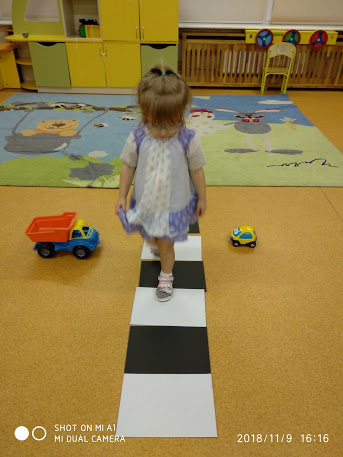 SHOT ON MI A1
MI DUAL CAMERA
2018/11/9 16:16